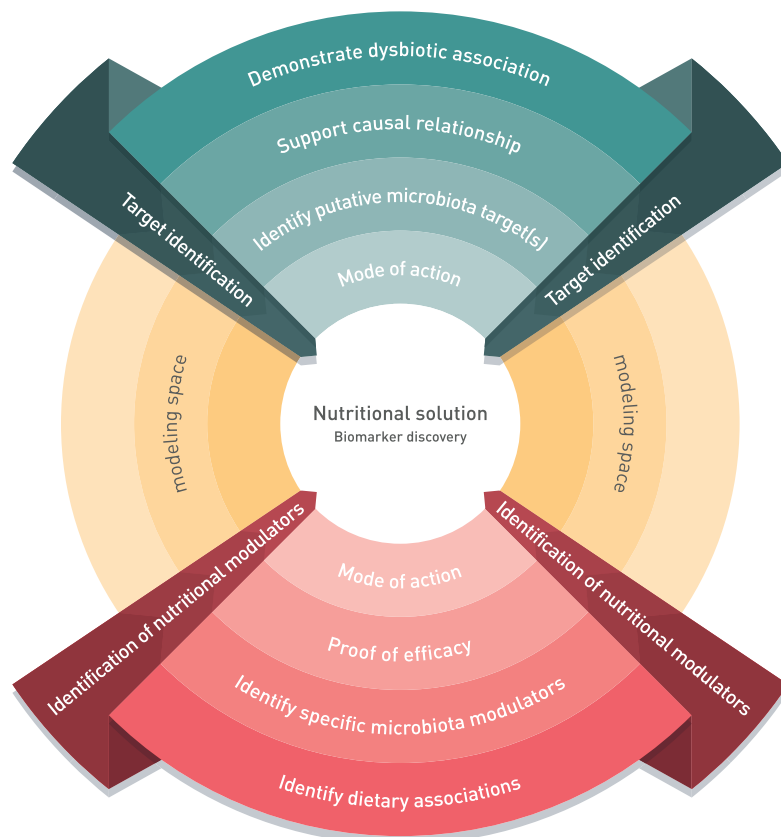 Demonstrate dysbiotic association
Support causal relationship
Identify putative microbiota target(s)
Mode of action
Target identification
Target identification
modeling space
Nutritional solution
Biomarker discovery
modeling space
Identification of nutritional modulators
Identification of nutritional modulators
Mode of action
Proof of efficacy
Identify specific microbiota modulators
Identify dietary associations